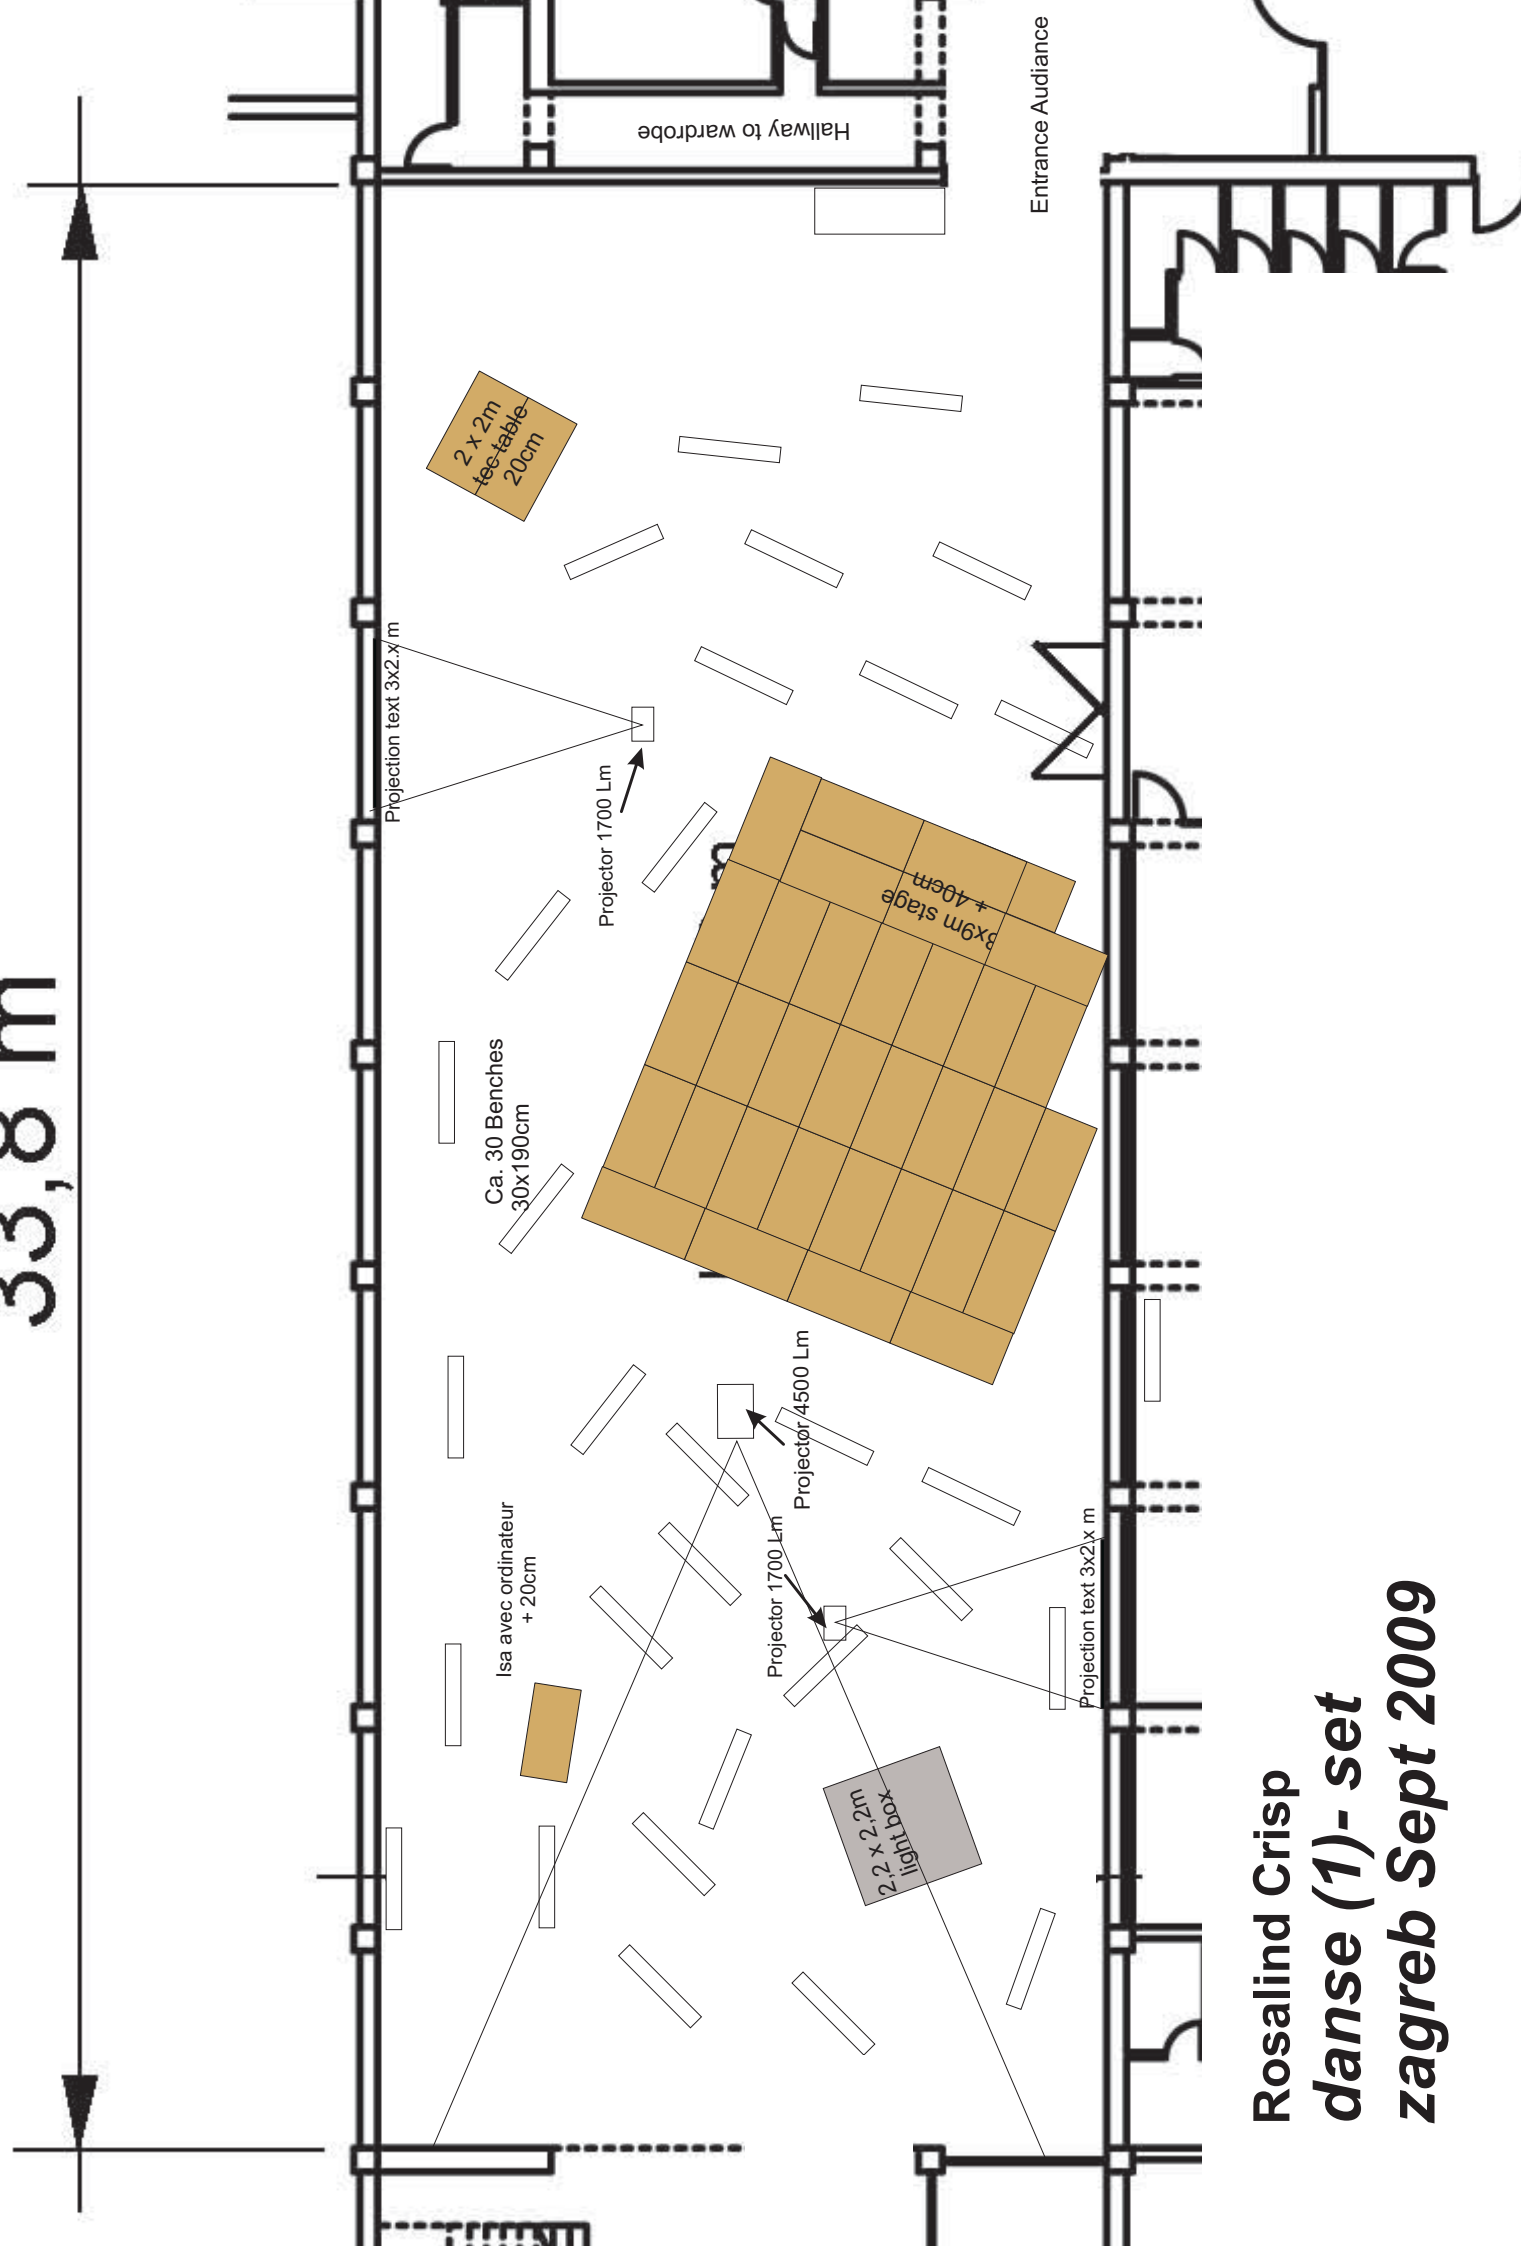 Hallway to wardrobe
Entrance Audiance
2 x 2m
tec table
20cm
Projection text 3x2.x m
Projector 1700 Lm
33,8 m
m
x9m stage
+ 40cm
Ca. 30 Benches
30x190cm
Projector 4500 Lm
Isa avec ordinateur
+ 20cm
Projector 1700 Lm
Projection text 3x2.x m
2,2 x 2,2m
light box
Rosalind Crisp
danse (1)- set
zagreb Sept 2009